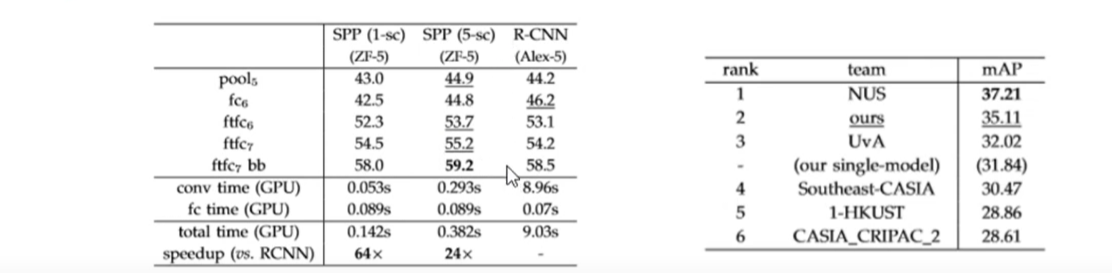 SPP (1-sc) SPP (5-sc) R-CNN
(ZF-5) (ZF-5) (Alex-5)
pool5 43.0 44.9 44.2
fc6 42.5 44.8 46.2
ftfc6 52.3 53.7 53.1
ftfc7 54.5 55.2 54.2
ftfc7 bb 58.0 59.2 58.5
conv time (GPU) 0.053s 0.293s 8.96s
fc time (GPU) 0.089s 0.089s 0.07s
total time (GPU) 0.142s 0.382s 9.03s
speedup (vs. RCNN) 64× 24× -
rank team mAP
1 NUS 37.21
2 ours 35.11
3 UvA 32.02
- (our single-model) (31.84)
4 Southeast-CASIA 30.47
5 1-HKUST 28.86
6 CASIA_CRIPAC_2 28.61